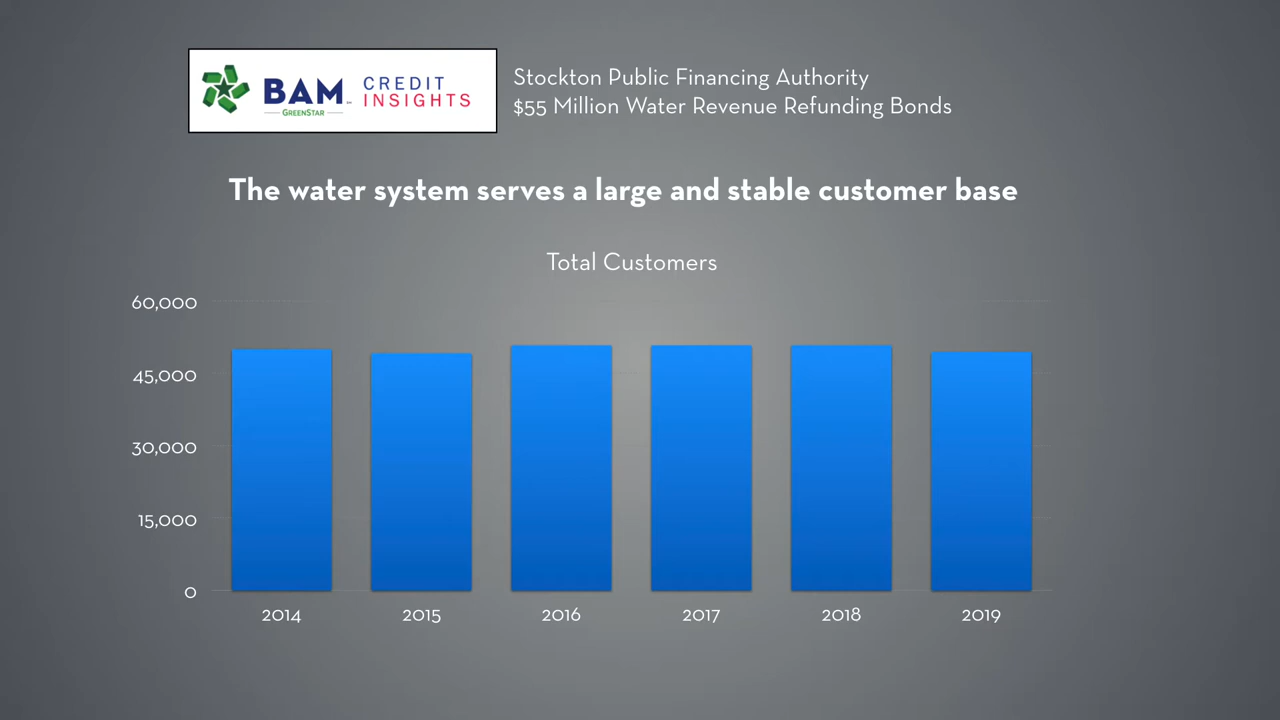 BAM
GREENSTAR
CREDIT
INSIGHTS
Stockton Public Financing Authority
$55 Million Water Revenue Refunding Bonds
The water system serves a large and stable customer base
Total Customers
60,000
45,000
30,000
15,000
0
2014 2015 2016 2017 2018 2019